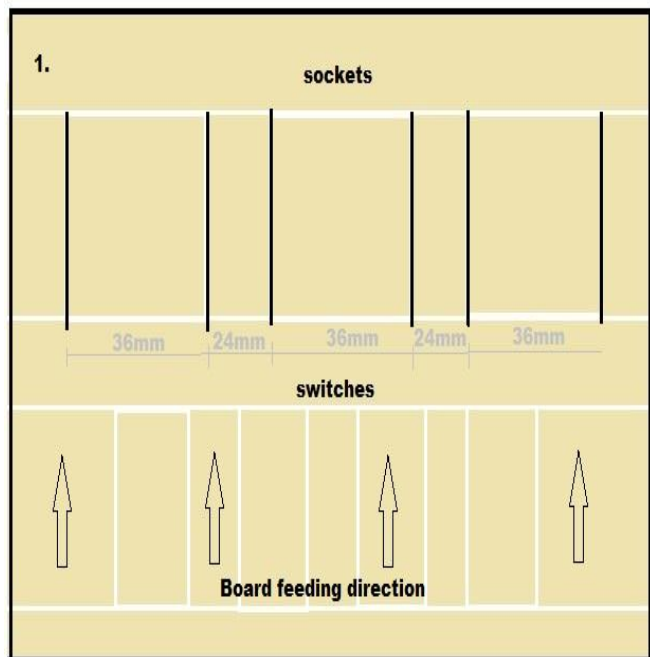 1.
sockets
36mm 24mm 36mm 24mm 36mm
switches
Board feeding direction